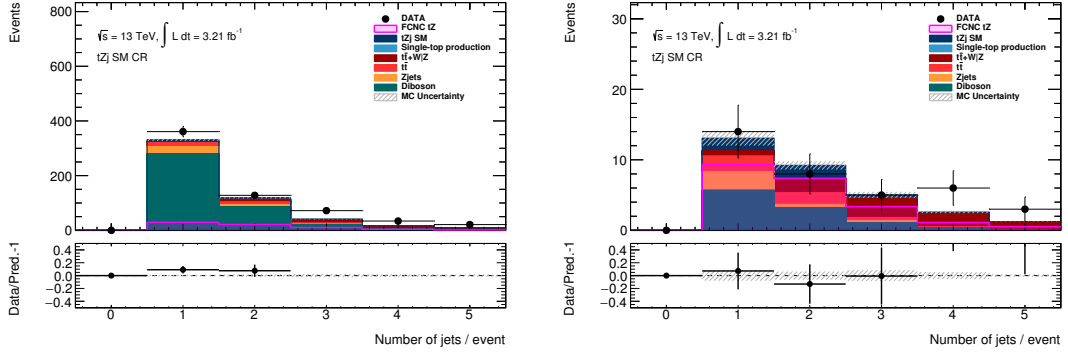 Events
800
600
400
200
0
√s = 13 TeV, ∫ L dt = 3.21 fb⁻¹
tZj SM CR
DATA
FCNC tZ
tZj SM
Single-top production
tt̄+W|Z
tt̄
Zjets
Diboson
MC Uncertainty
Data/Pred.-1
0.4
0.2
0.0
−0.2
−0.4
0 1 2 3 4 5
Number of jets / event
Events
30
20
10
0
√s = 13 TeV, ∫ L dt = 3.21 fb⁻¹
tZj SM CR
DATA
FCNC tZ
tZj SM
Single-top production
tt̄+W|Z
tt̄
Zjets
Diboson
MC Uncertainty
Data/Pred.-1
0.4
0.2
0.0
−0.2
−0.4
0 1 2 3 4 5
Number of jets / event